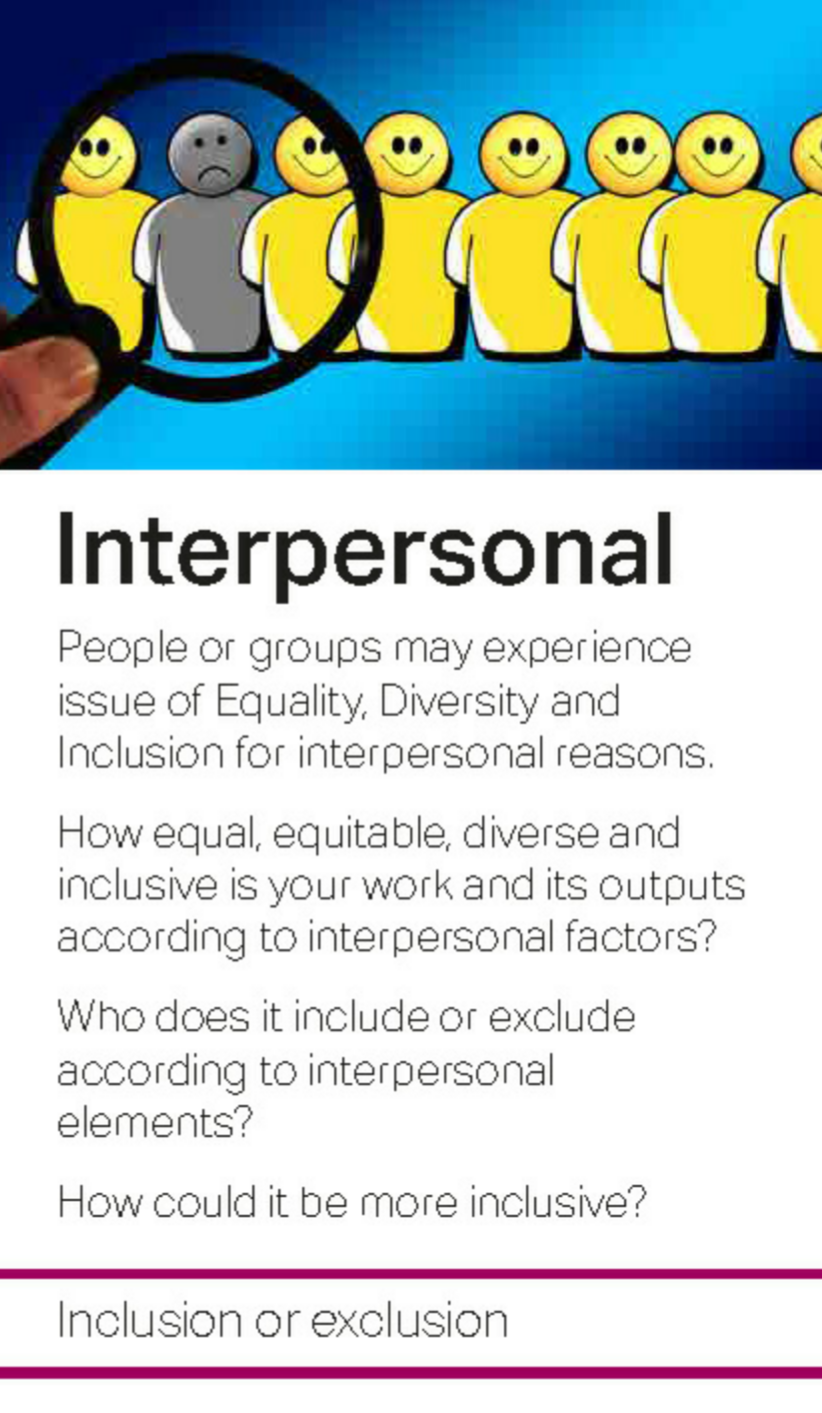 Interpersonal
People or groups may experience
issue of Equality, Diversity and
Inclusion for interpersonal reasons.
How equal, equitable, diverse and
inclusive is your work and its outputs
according to interpersonal factors?
Who does it include or exclude
according to interpersonal
elements?
How could it be more inclusive?
Inclusion or exclusion